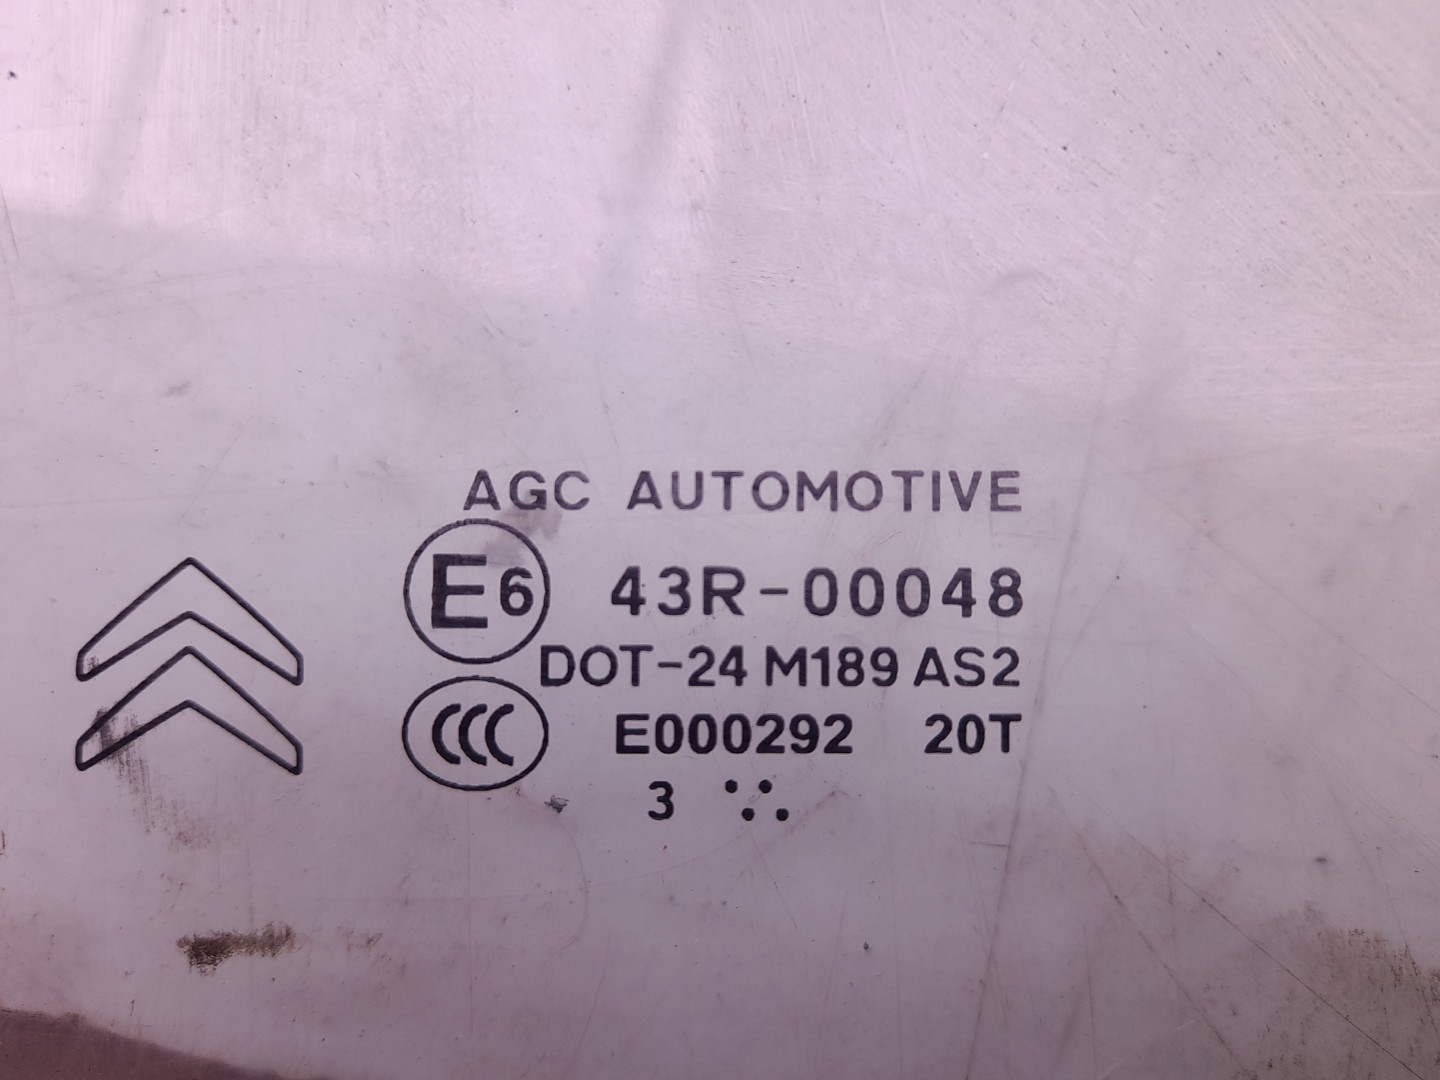 AGC AUTOMOTIVE
E6 43R-00048
DOT-24 M189 AS2
CCC E000292 20T
3